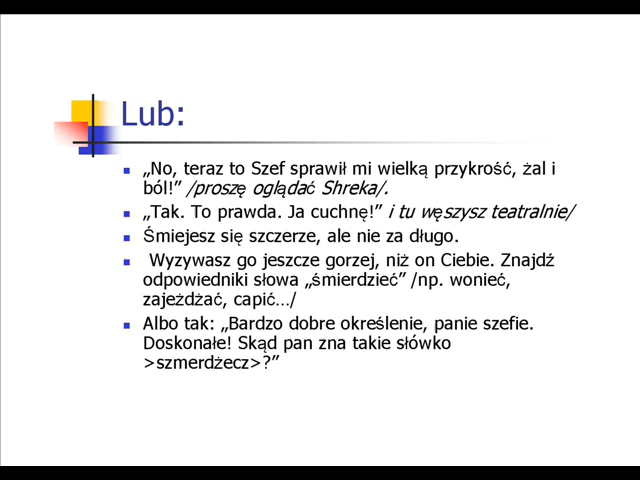 Lub:
„No, teraz to Szef sprawił mi wielką przykrość, żal i
ból!” /proszę oglądać Shreka/.
„Tak. To prawda. Ja cuchnę!” i tu węszysz teatralnie/
Śmiejesz się szczerze, ale nie za długo.
Wyzywasz go jeszcze gorzej, niż on Ciebie. Znajdź
odpowiedniki słowa „śmierdzieć” /np. wonieć,
zajeżdżać, capić…/
Albo tak: „Bardzo dobre określenie, panie szefie.
Doskonałe! Skąd pan zna takie słówko
>szmerdżecz>?”